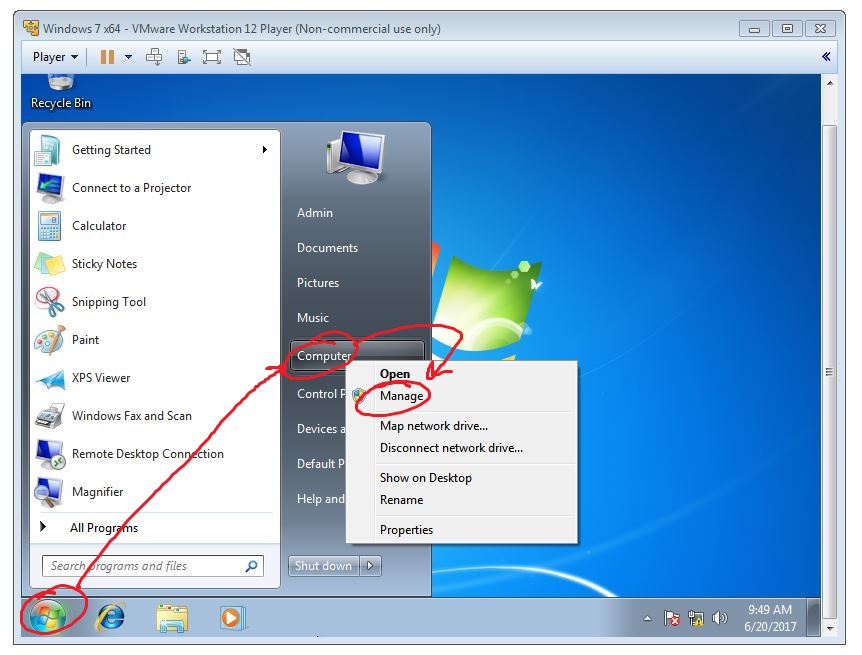 Windows 7 x64 - VMware Workstation 12 Player (Non-commercial use only)
Player
Recycle Bin
Getting Started
Connect to a Projector
Calculator
Sticky Notes
Snipping Tool
Paint
XPS Viewer
Windows Fax and Scan
Remote Desktop Connection
Magnifier
All Programs
Search programs and files
Admin
Documents
Pictures
Music
Computer
Control P
Devices a
Default P
Help and
Shut down
Open
Manage
Map network drive...
Disconnect network drive...
Show on Desktop
Rename
Properties
9:49 AM
6/20/2017